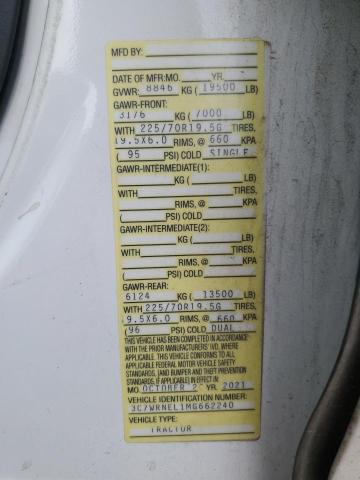 MFD BY:
DATE OF MFR:MO. YR.
GVWR: 8846 KG ( 19500 LB)
GAWR-FRONT:
3176 KG ( 7000 LB)
WITH 225/70R19.5G TIRES,
19.5X6.0 RIMS, @ 660 KPA
( 95 PSI) COLD SINGLE
GAWR-INTERMEDIATE(1):
KG ( LB)
WITH TIRES,
RIMS, @ KPA
( PSI) COLD
GAWR-INTERMEDIATE(2):
KG ( LB)
WITH TIRES,
RIMS, @ KPA
( PSI) COLD
GAWR-REAR:
6124 KG ( 13500 LB)
WITH 225/70R19.5G TIRES,
19.5X6.0 RIMS, @ 660 KPA
(96 PSI) COLD DUAL
THIS VEHICLE HAS BEEN COMPLETED IN ACCORDANCE
WITH THE PRIOR MANUFACTURERS' IVD, WHERE
APPLICABLE. THIS VEHICLE CONFORMS TO ALL
APPLICABLE FEDERAL MOTOR VEHICLE SAFETY
STANDARDS, [AND BUMPER AND THEFT PREVENTION
STANDARDS, IF APPLICABLE] IN EFFECT IN
MO. OCTOBER 2 YR. 2021
VEHICLE IDENTIFICATION NUMBER:
3C7WRNEL1MG662240
VEHICLE TYPE:
TRACTOR